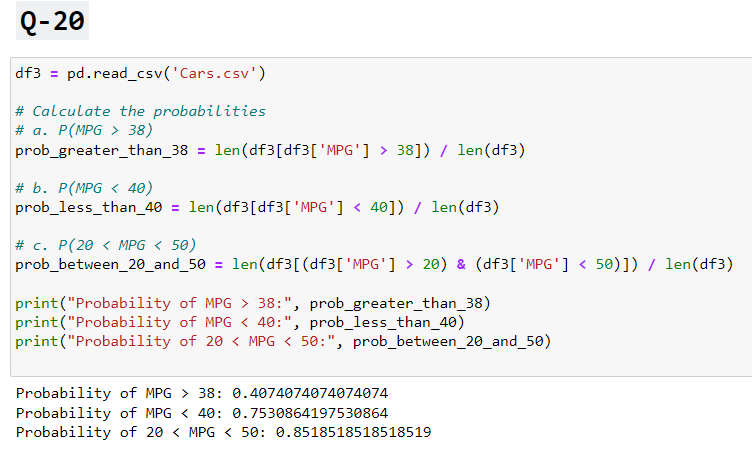 Q-20
df3 = pd.read_csv('Cars.csv')
# Calculate the probabilities
# a. P(MPG > 38)
prob_greater_than_38 = len(df3[df3['MPG'] > 38]) / len(df3)
# b. P(MPG < 40)
prob_less_than_40 = len(df3[df3['MPG'] < 40]) / len(df3)
# c. P(20 < MPG < 50)
prob_between_20_and_50 = len(df3[(df3['MPG'] > 20) & (df3['MPG'] < 50)]) / len(df3)
print("Probability of MPG > 38:", prob_greater_than_38)
print("Probability of MPG < 40:", prob_less_than_40)
print("Probability of 20 < MPG < 50:", prob_between_20_and_50)
Probability of MPG > 38: 0.4074074074074074
Probability of MPG < 40: 0.7530864197530864
Probability of 20 < MPG < 50: 0.8518518518518519